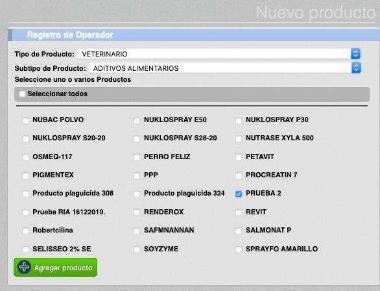 Nuevo producto
Registro de Operador
Tipo de Producto: VETERINARIO
Subtipo de Producto: ADITIVOS ALIMENTARIOS
Seleccione uno o varios Productos
Seleccionar todos
NUBAC POLVO NUKLOSPRAY E50 NUKLOSPRAY P30
NUKLOSPRAY S20-20 NUKLOSPRAY S28-20 NUTRASE XYLA 500
OSMEQ-117 PERRO FELIZ PETAVIT
PIGMENTEX PPP PROCREATIN 7
Producto plaguicida 308 Producto plaguicida 324 PRUEBA 2
Prueba RIA 16122019. RENDEROX REVIT
Robertcilina SAFMNANNAN SALMONAT P
SELISSEO 2% SE SOYZYME SPRAYFO AMARILLO
Agregar producto